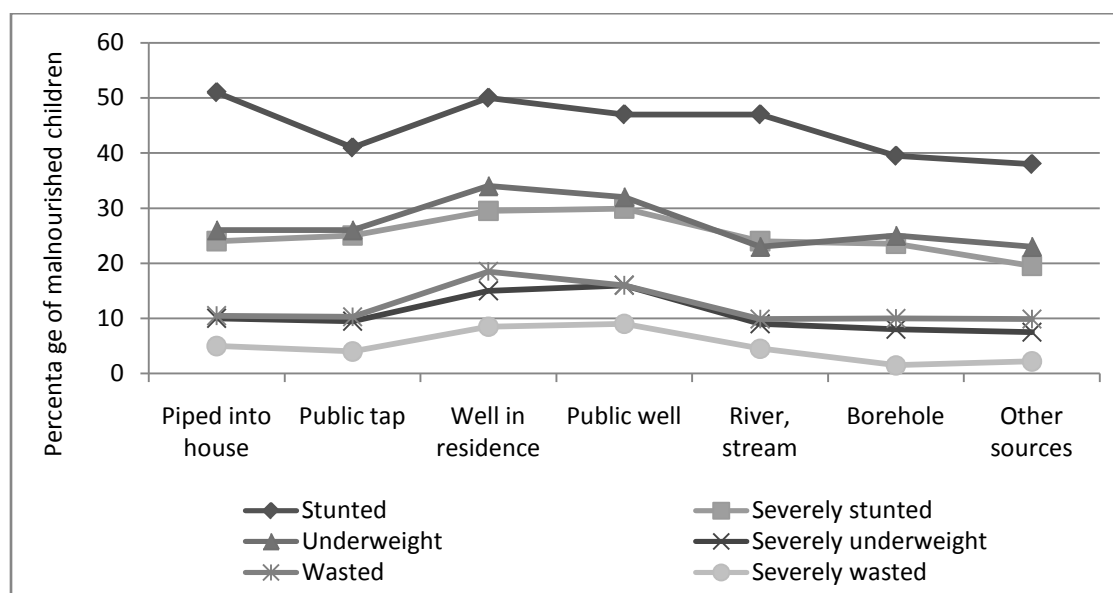 Percenta ge of malnourished children
60
50
40
30
20
10
0
Piped into house
Public tap
Well in residence
Public well
River, stream
Borehole
Other sources
Stunted
Severely stunted
Underweight
Severely underweight
Wasted
Severely wasted